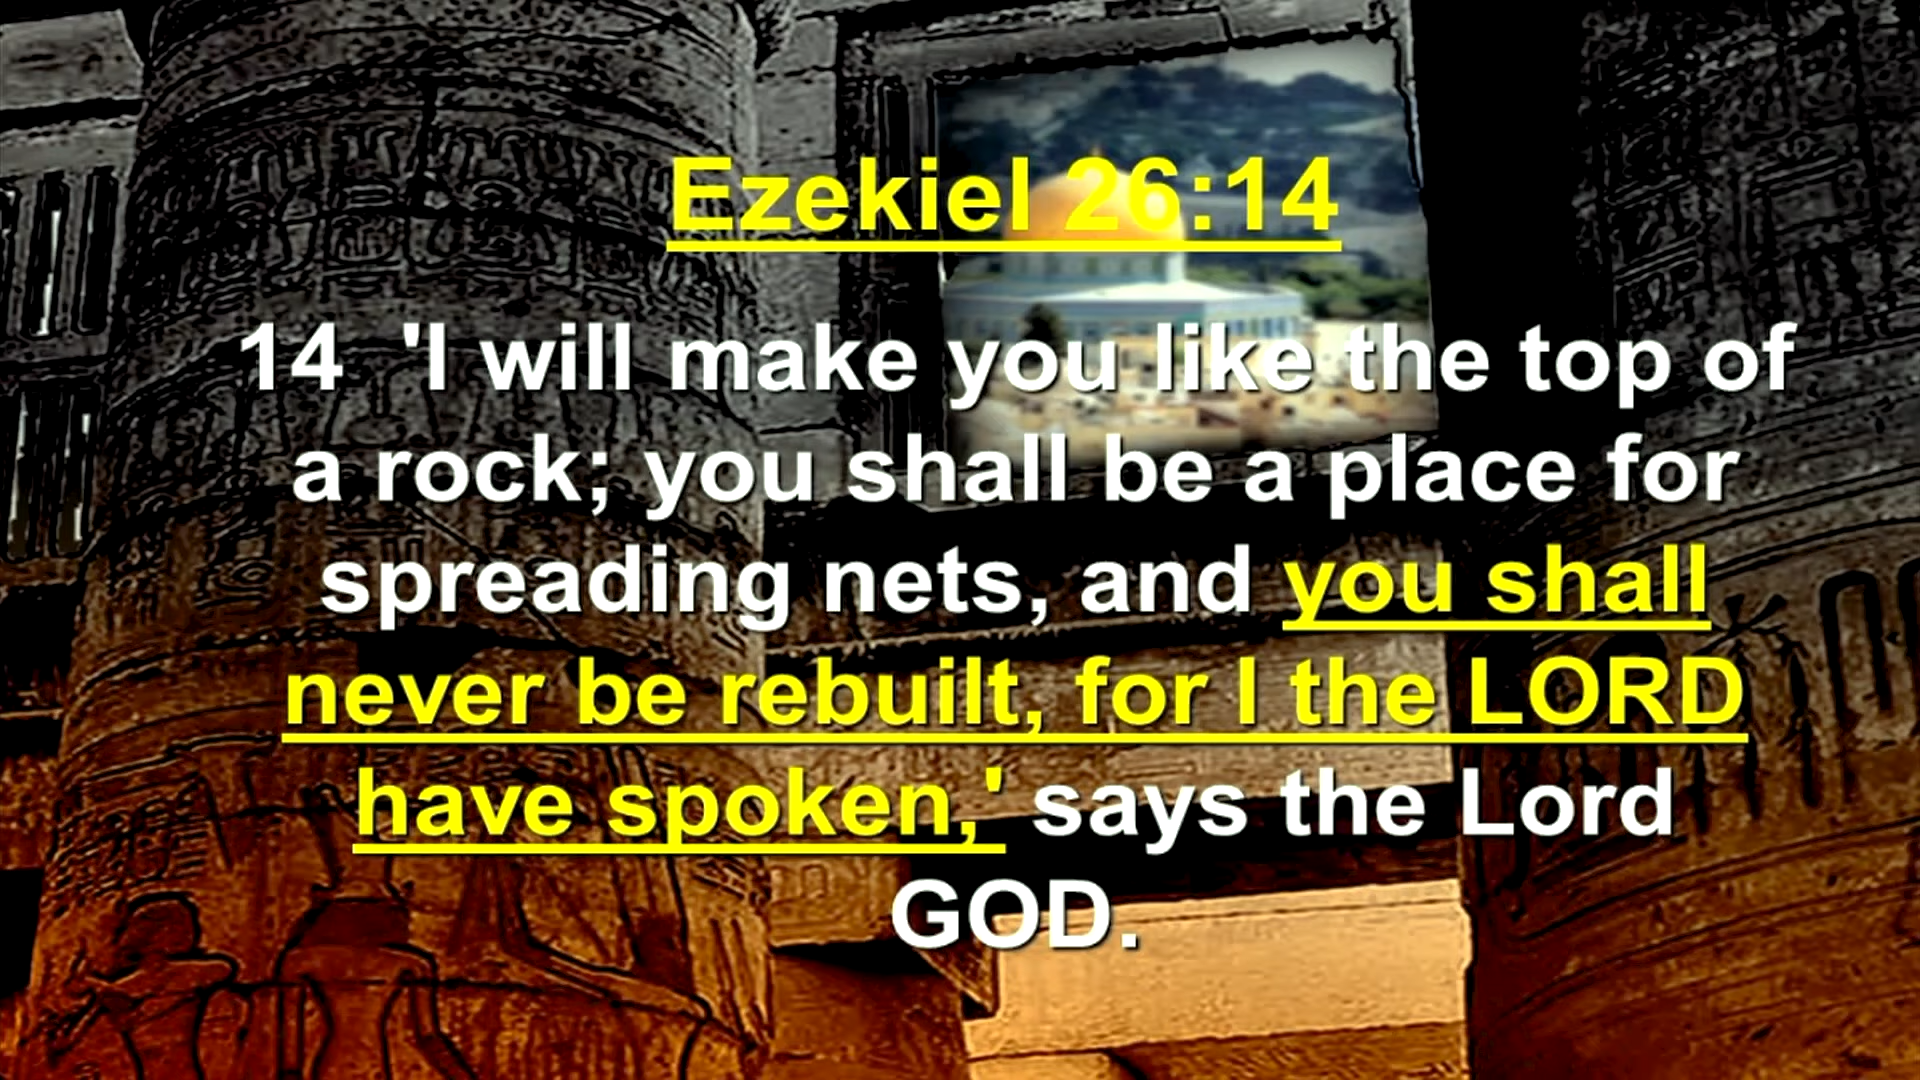 Ezekiel 26:14
14 'I will make you like the top of
a rock; you shall be a place for
spreading nets, and you shall
never be rebuilt, for I the LORD
have spoken,' says the Lord
GOD.